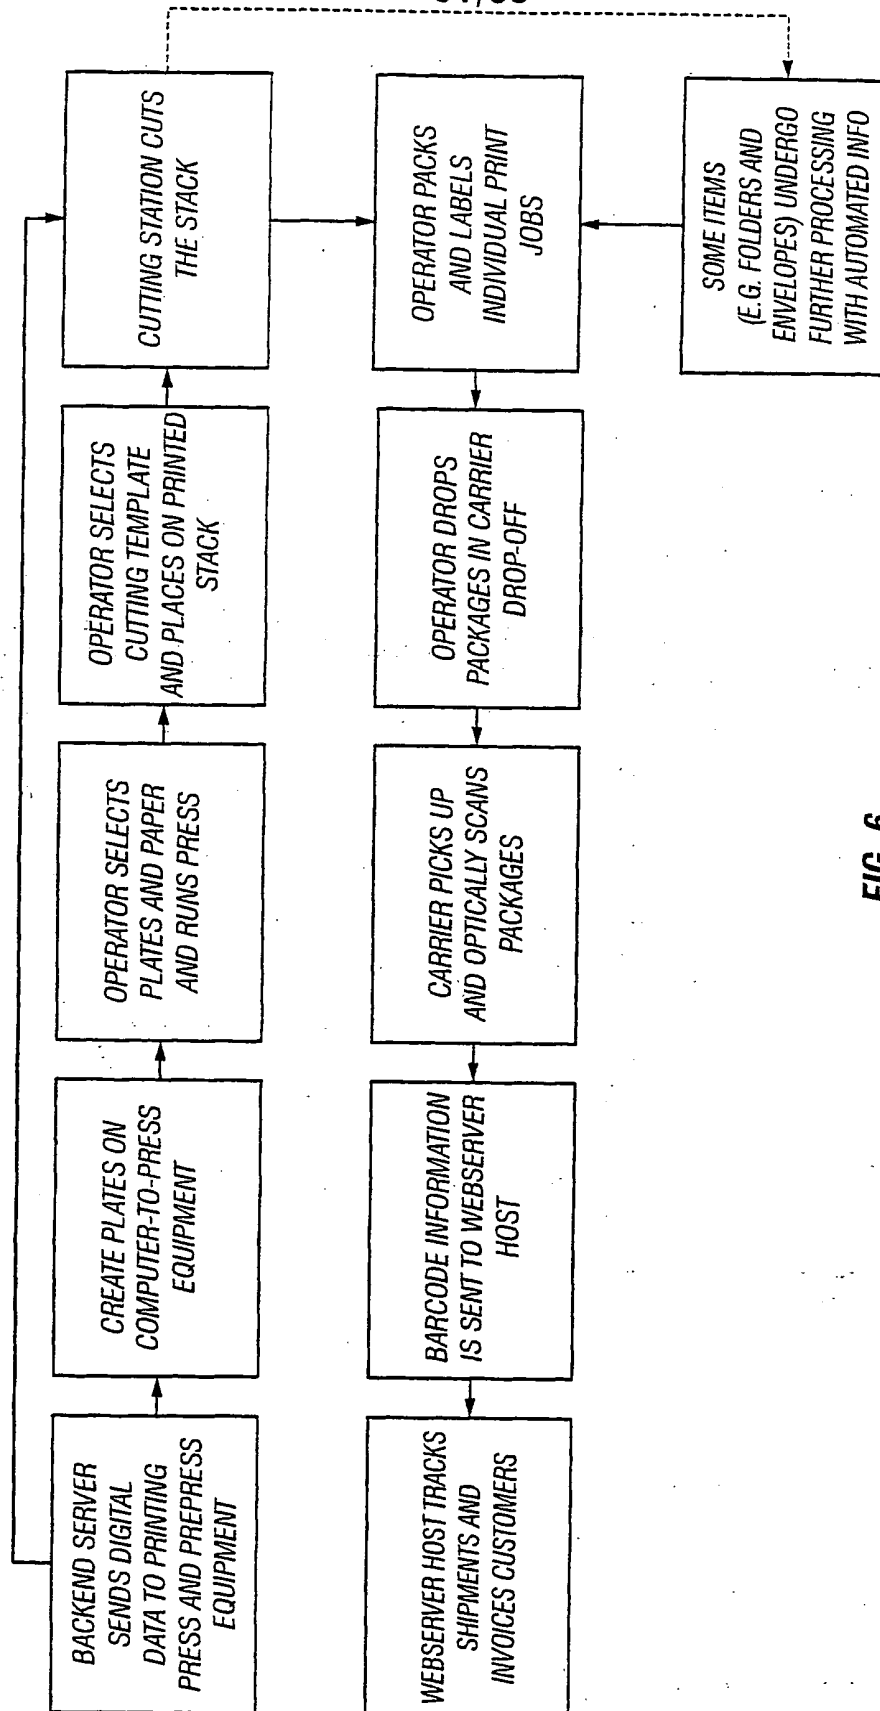 BACKEND SERVER
SENDS DIGITAL
DATA TO PRINTING
PRESS AND PREPRESS
EQUIPMENT
CREATE PLATES ON
COMPUTER-TO-PRESS
EQUIPMENT
OPERATOR SELECTS
PLATES AND PAPER
AND RUNS PRESS
OPERATOR SELECTS
CUTTING TEMPLATE
AND PLACES ON PRINTED
STACK
CUTTING STATION CUTS
THE STACK
WEBSERVER HOST TRACKS
SHIPMENTS AND
INVOICES CUSTOMERS
BARCODE INFORMATION
IS SENT TO WEBSERVER
HOST
CARRIER PICKS UP
AND OPTICALLY SCANS
PACKAGES
OPERATOR DROPS
PACKAGES IN CARRIER
DROP-OFF
OPERATOR PACKS
AND LABELS
INDIVIDUAL PRINT
JOBS
SOME ITEMS
(E.G. FOLDERS AND
ENVELOPES) UNDERGO
FURTHER PROCESSING
WITH AUTOMATED INFO
FIG. 6